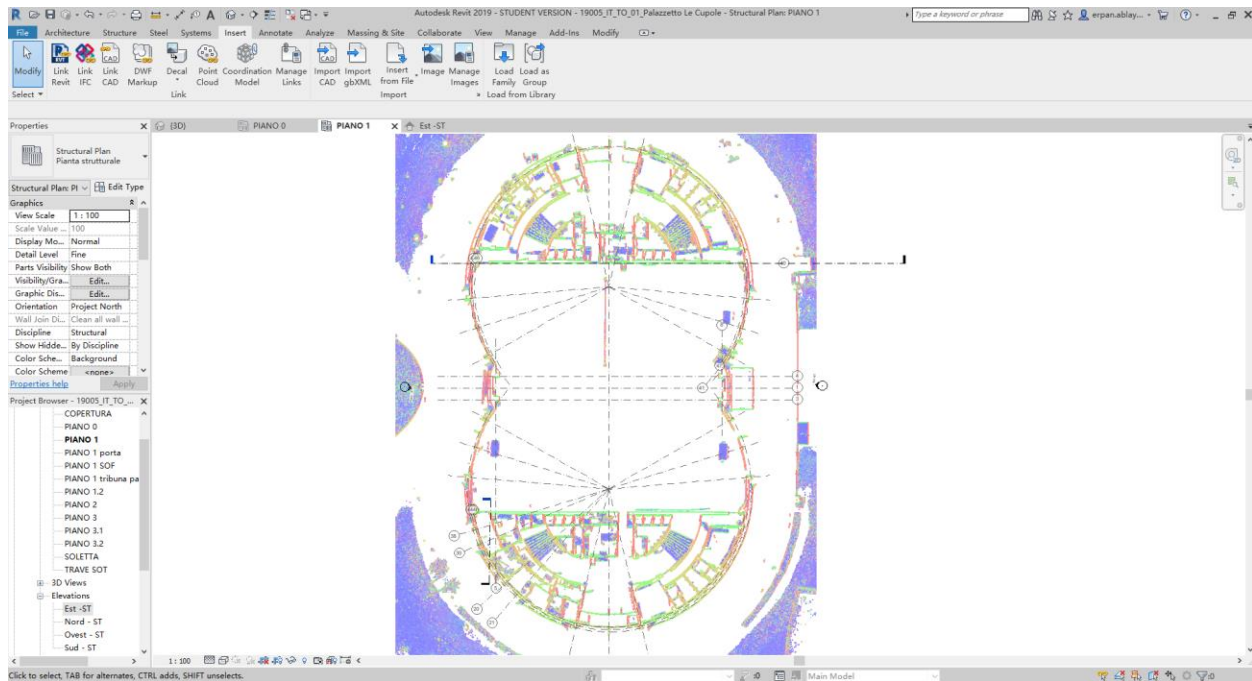 Autodesk Revit 2019 - STUDENT VERSION - 19005_IT_TO_01_Palazzetto Le Cupole - Structural Plan: PIANO 1
Type a keyword or phrase
erpan.ablay...
File Architecture Structure Steel Systems Insert Annotate Analyze Massing & Site Collaborate View Manage Add-Ins Modify
Modify
Link Revit
Link IFC
Link CAD
DWF Markup
Decal
Point Cloud
Coordination Model
Manage Links
Import CAD
Import gbXML
Insert from File
Image
Manage Images
Load Family
Load as Group
Select
Link
Import
Load from Library
Properties
{3D}
PIANO 0
PIANO 1
Est -ST
Structural Plan
Pianta strutturale
Structural Plan: PI
Edit Type
Graphics
View Scale 1 : 100
Scale Value ... 100
Display Mo... Normal
Detail Level Fine
Parts Visibility Show Both
Visibility/Gra... Edit...
Graphic Dis... Edit...
Orientation Project North
Wall Join Di... Clean all wall ...
Discipline Structural
Show Hidde... By Discipline
Color Sche... Background
Color Scheme <none>
Properties help
Apply
Project Browser - 19005_IT_TO_...
COPERTURA
PIANO 0
PIANO 1
PIANO 1 porta
PIANO 1 SOF
PIANO 1 tribuna pa
PIANO 1.2
PIANO 2
PIANO 3
PIANO 3.1
PIANO 3.2
SOLETTA
TRAVE SOT
3D Views
Elevations
Est -ST
Nord - ST
Ovest - ST
Sud - ST
1 : 100
Click to select, TAB for alternates, CTRL adds, SHIFT unselects.
:0
Main Model
:0